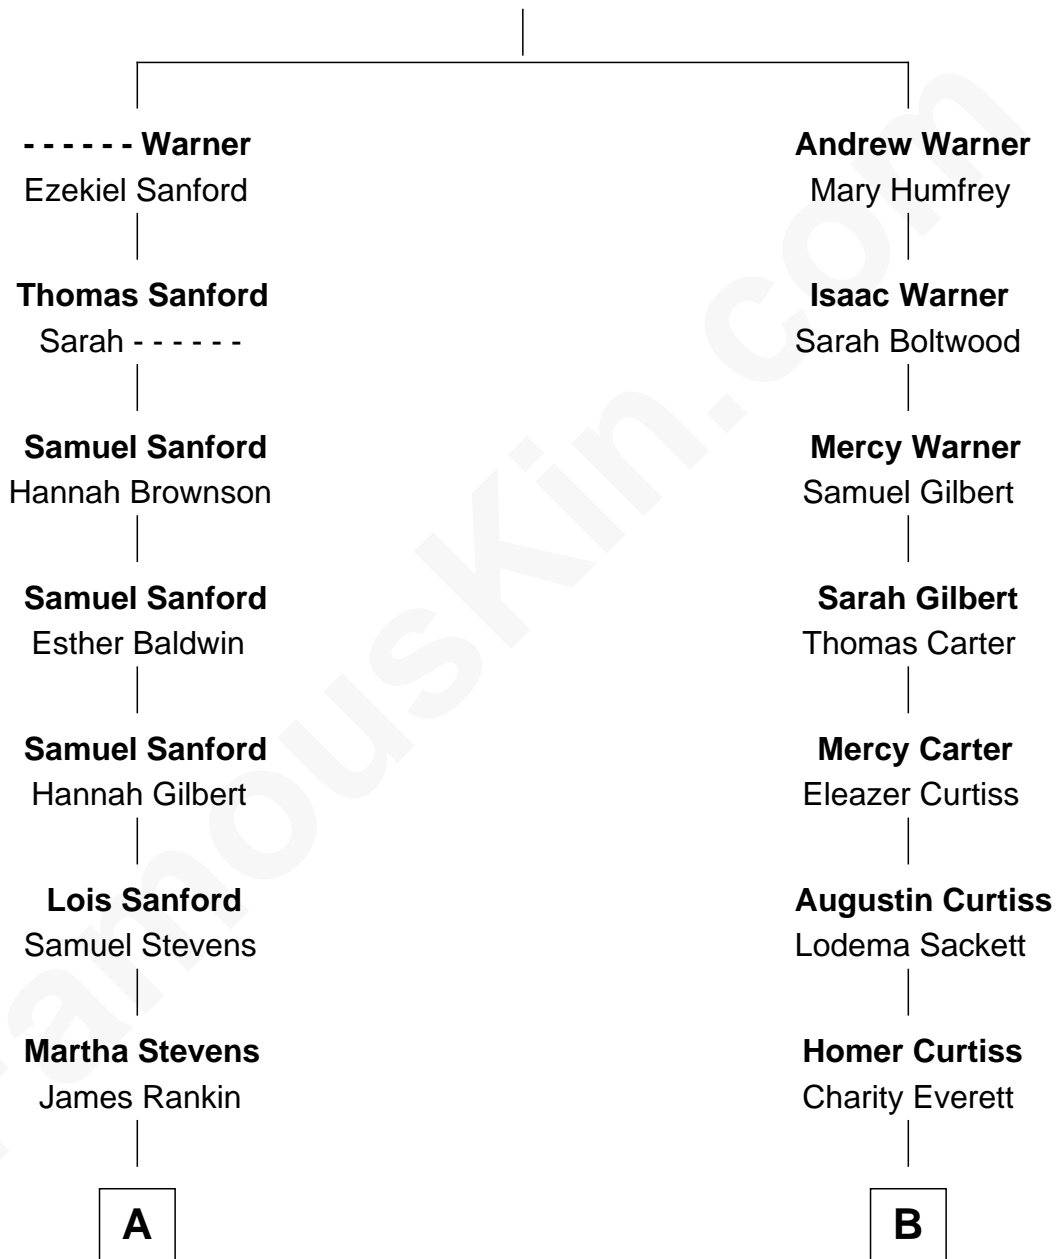 - - - - - - Warner
Ezekiel Sanford
Thomas Sanford
Sarah - - - - - -
Samuel Sanford
Hannah Brownson
Samuel Sanford
Esther Baldwin
Samuel Sanford
Hannah Gilbert
Lois Sanford
Samuel Stevens
Martha Stevens
James Rankin
A
Andrew Warner
Mary Humfrey
Isaac Warner
Sarah Boltwood
Mercy Warner
Samuel Gilbert
Sarah Gilbert
Thomas Carter
Mercy Carter
Eleazer Curtiss
Augustin Curtiss
Lodema Sackett
Homer Curtiss
Charity Everett
B
FamousKin.com